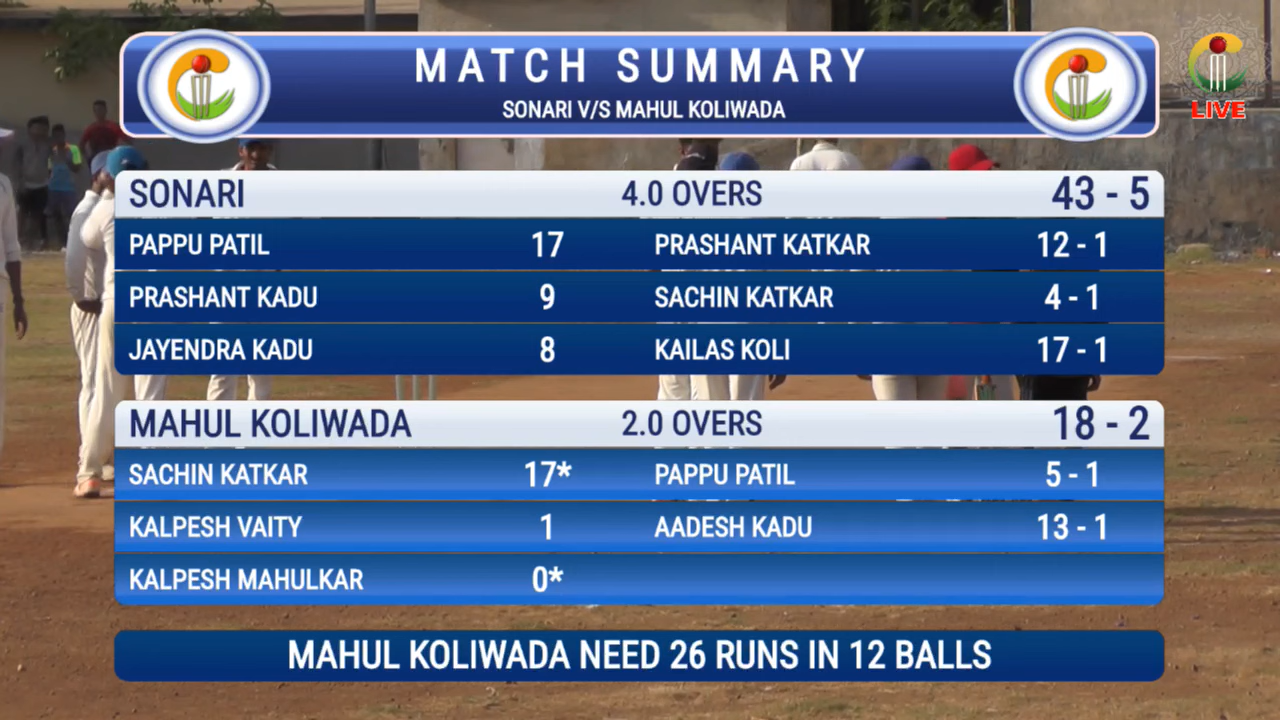 MATCH SUMMARY
SONARI V/S MAHUL KOLIWADA
LIVE
SONARI 4.0 OVERS 43 - 5
PAPPU PATIL 17 PRASHANT KATKAR 12 - 1
PRASHANT KADU 9 SACHIN KATKAR 4 - 1
JAYENDRA KADU 8 KAILAS KOLI 17 - 1
MAHUL KOLIWADA 2.0 OVERS 18 - 2
SACHIN KATKAR 17* PAPPU PATIL 5 - 1
KALPESH VAITY 1 AADESH KADU 13 - 1
KALPESH MAHULKAR 0*
MAHUL KOLIWADA NEED 26 RUNS IN 12 BALLS